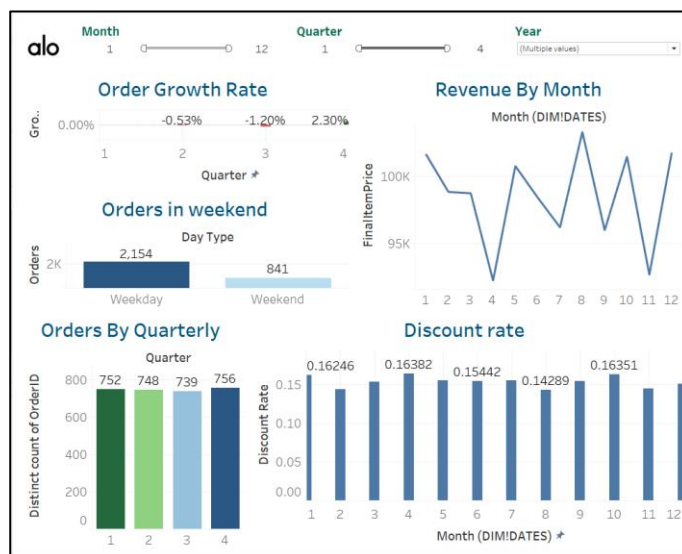 alo
Month
1 12
Quarter
1 4
Year
(Multiple values)
Order Growth Rate
Gro..
0.00%
-0.53% -1.20% 2.30%
1 2 3 4
Quarter
Orders in weekend
Day Type
Orders
2K
2,154 841
Weekday Weekend
Revenue By Month
Month (DIM!DATES)
FinalItemPrice
100K
95K
1 2 3 4 5 6 7 8 9 10 11 12
Orders By Quarterly
Quarter
Distinct count of OrderID
800
600
400
200
0
752 748 739 756
1 2 3 4
Discount rate
Discount Rate
0.15
0.10
0.05
0.00
0.16246 0.16382 0.15442 0.14289 0.16351
1 2 3 4 5 6 7 8 9 10 11 12
Month (DIM!DATES)